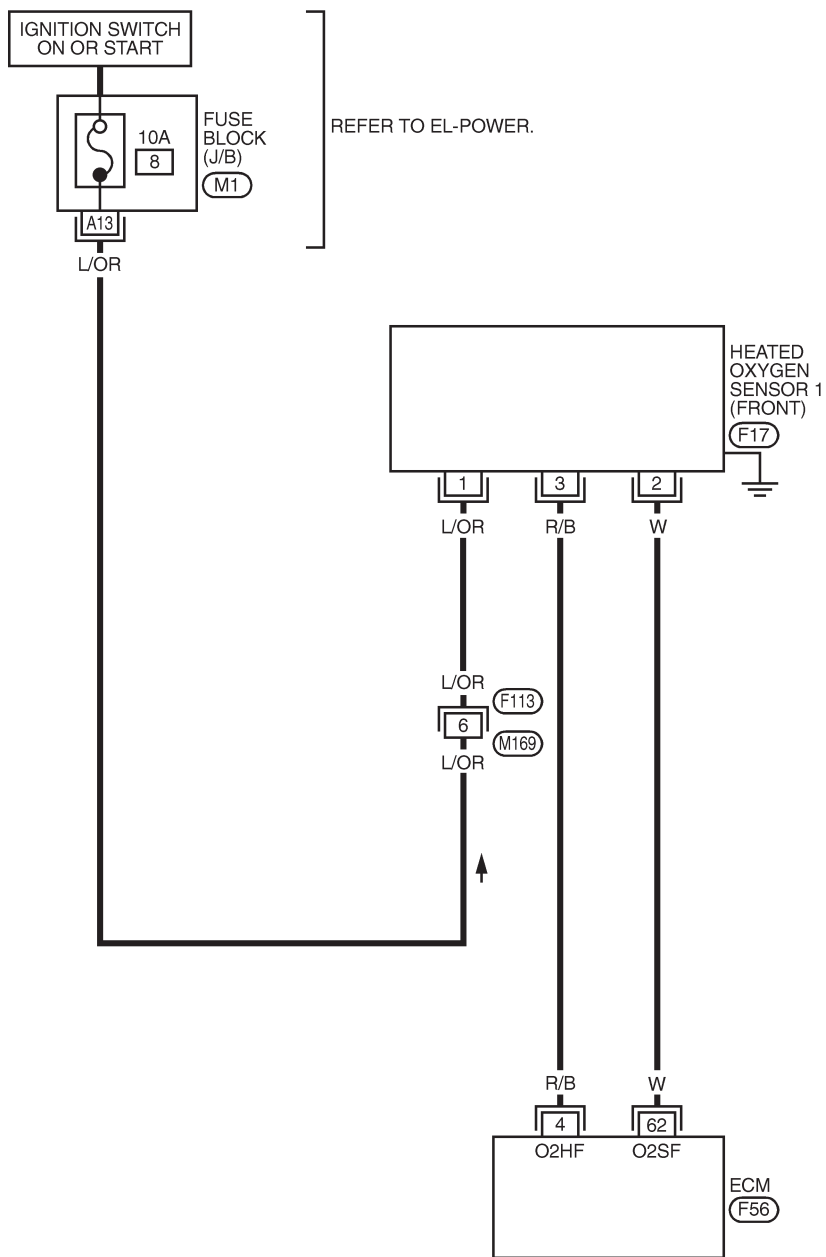 IGNITION SWITCH
ON OR START
10A
8
FUSE
BLOCK
(J/B)
M1
REFER TO EL-POWER.
A13
L/OR
HEATED
OXYGEN
SENSOR 1
(FRONT)
F17
1
3
2
L/OR
R/B
W
L/OR
F113
6
M169
L/OR
R/B
W
4
62
O2HF
O2SF
ECM
F56